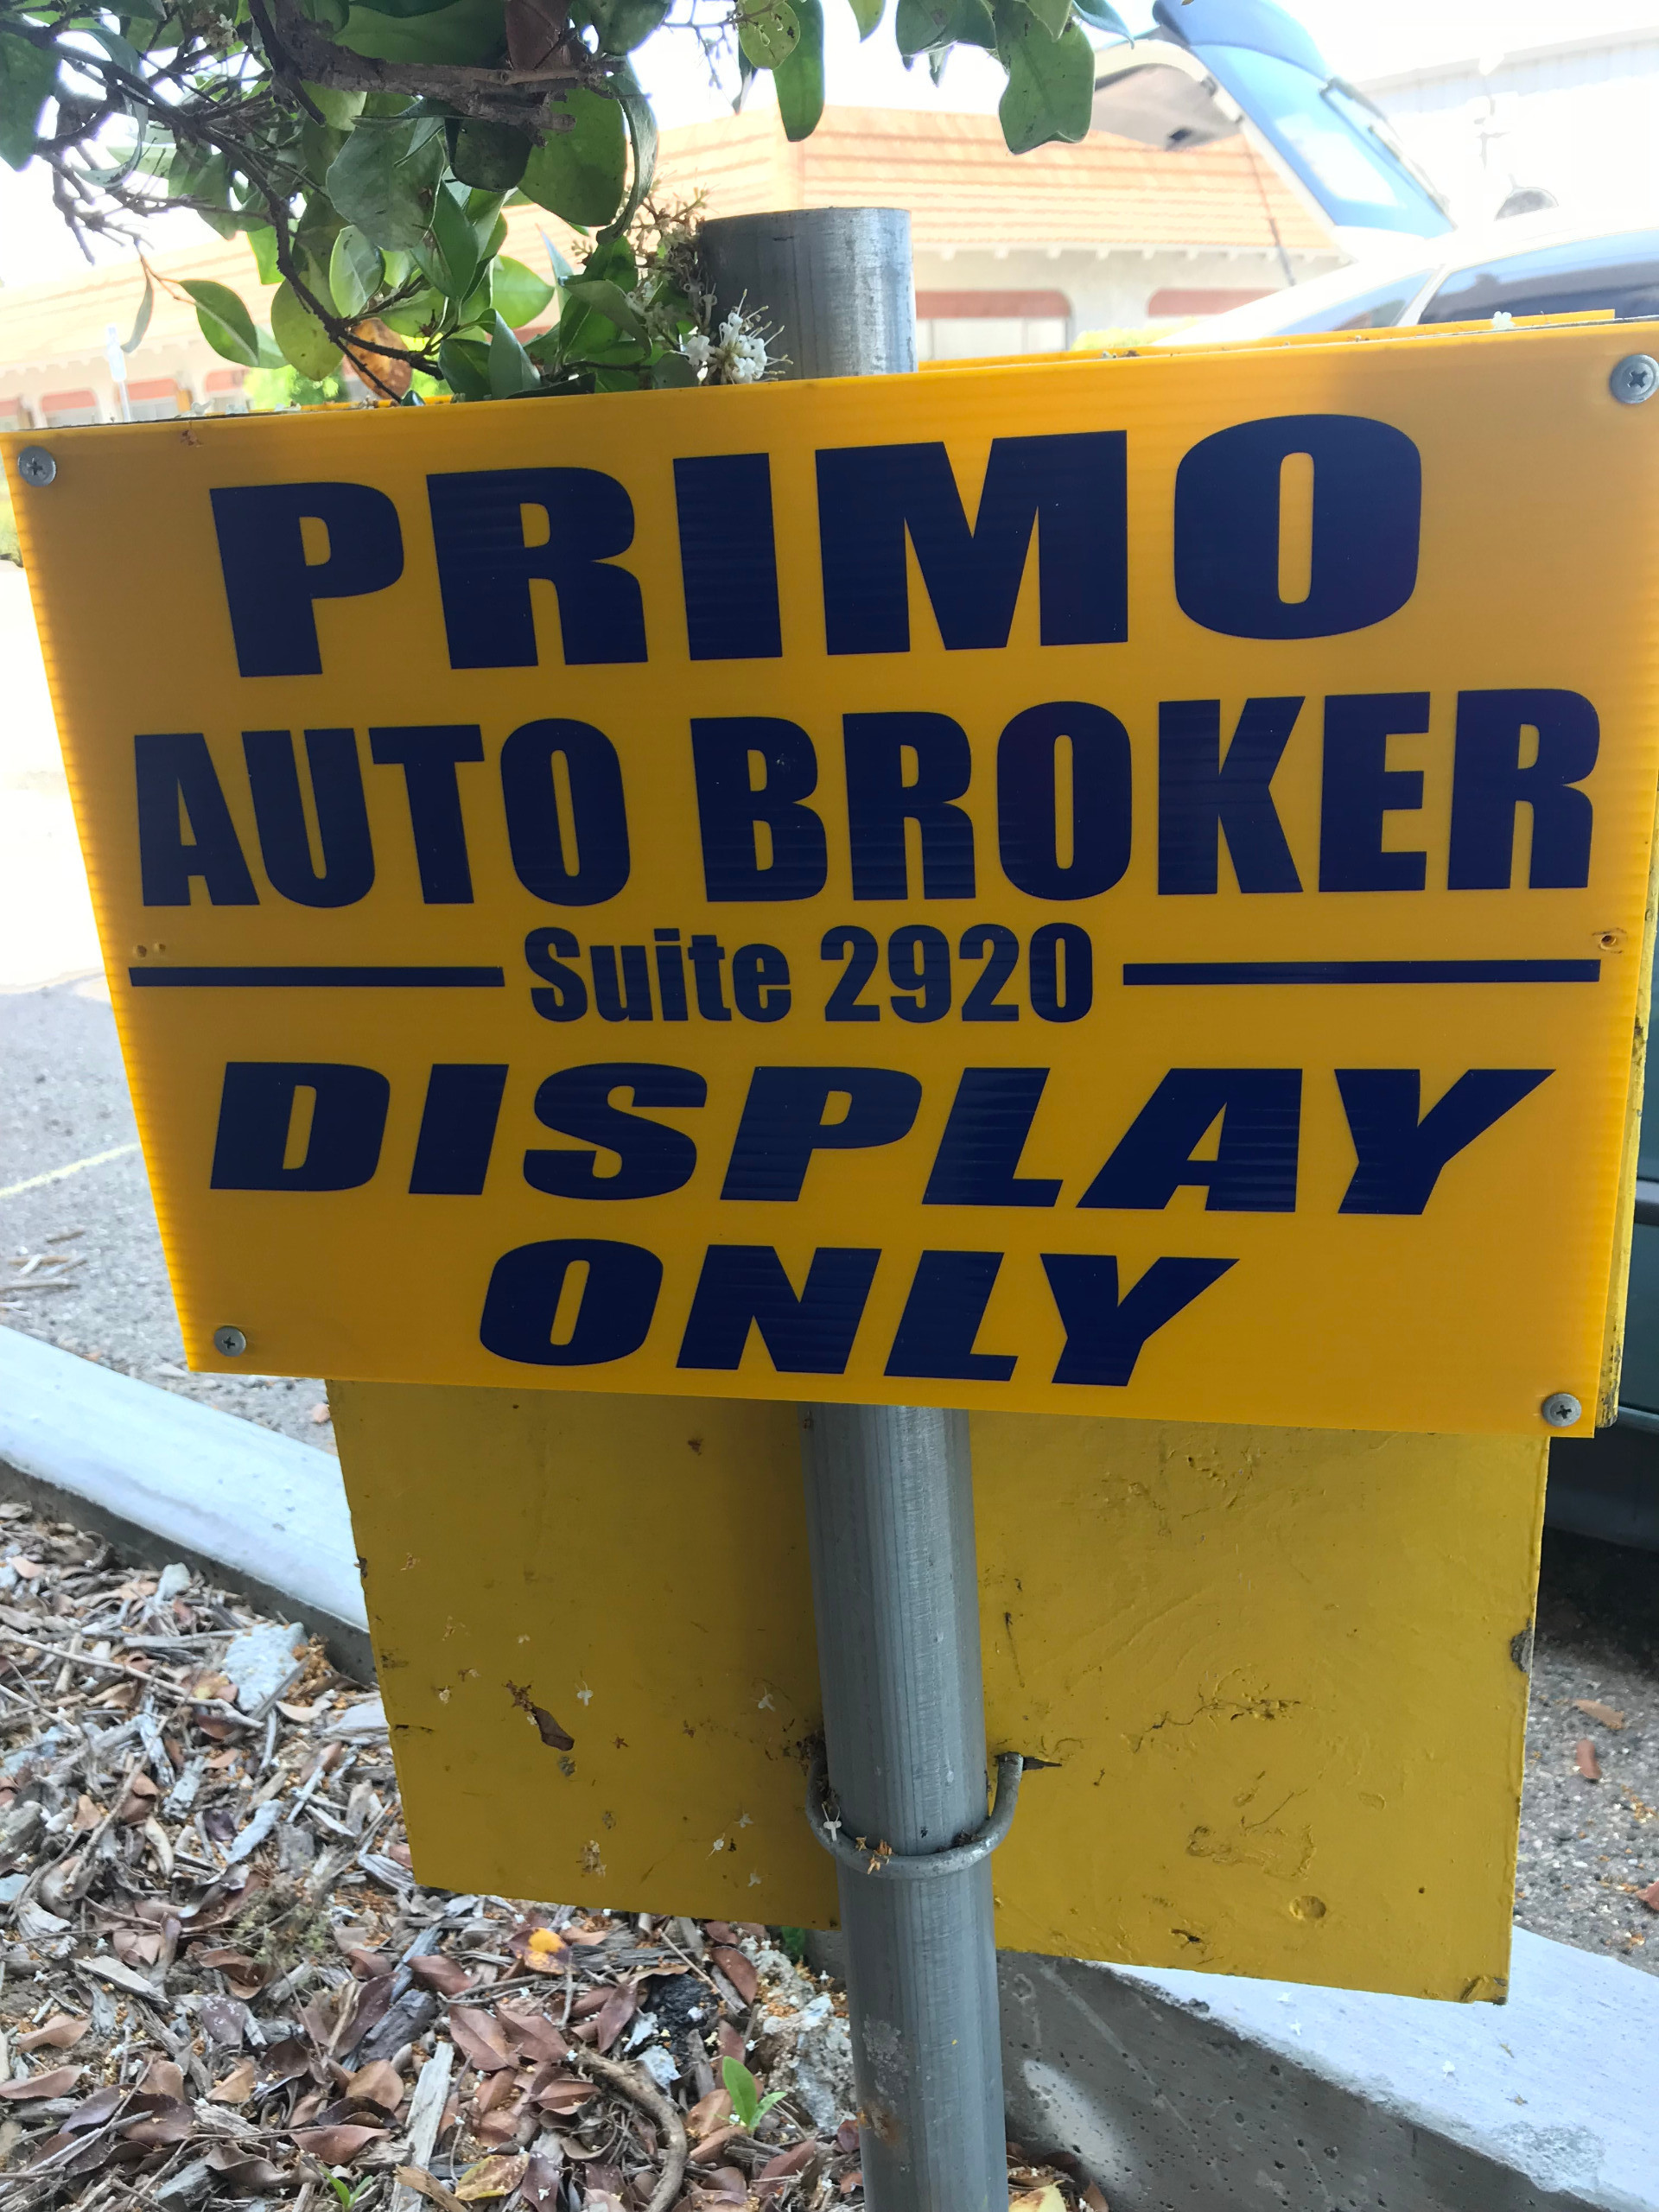 PRIMO
AUTO BROKER
Suite 2920
DISPLAY
ONLY